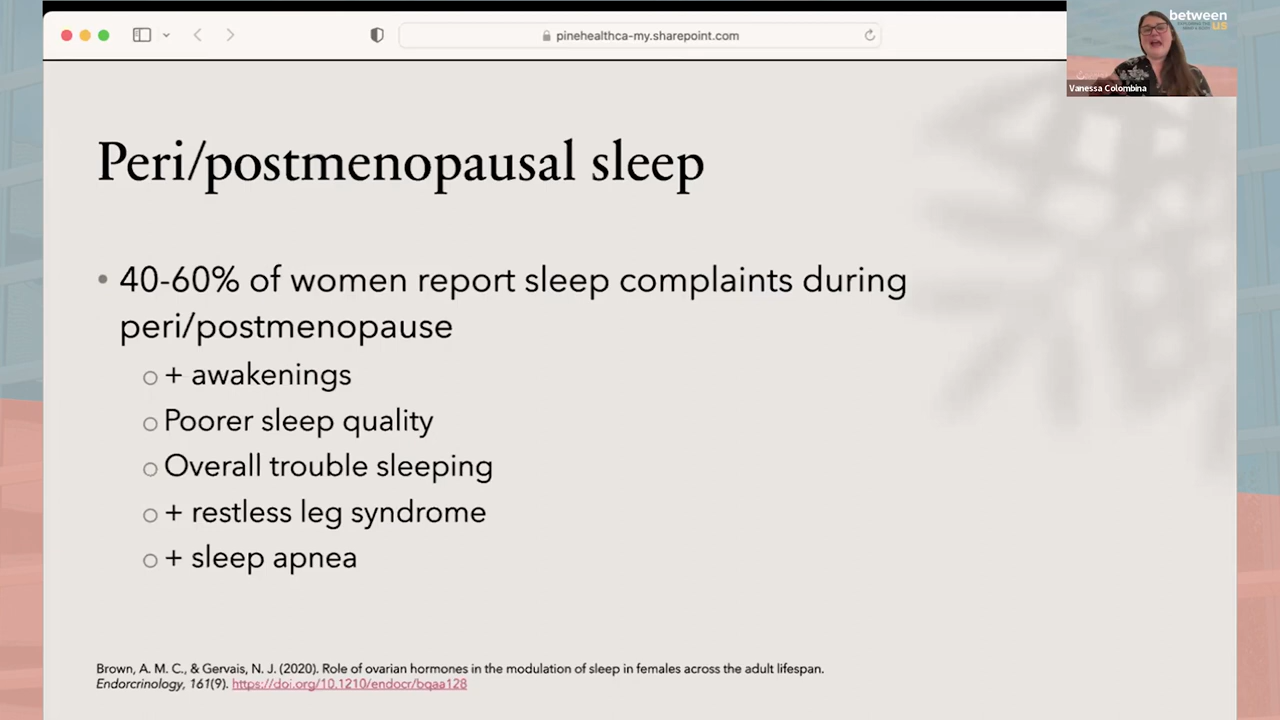 pinehealthca-my.sharepoint.com
between
us
Vanessa Colombina
Peri/postmenopausal sleep
• 40-60% of women report sleep complaints during
peri/postmenopause
○ + awakenings
○ Poorer sleep quality
○ Overall trouble sleeping
○ + restless leg syndrome
○ + sleep apnea
Brown, A. M. C., & Gervais, N. J. (2020). Role of ovarian hormones in the modulation of sleep in females across the adult lifespan.
Endorcrinology, 161(9). https://doi.org/10.1210/endocr/bqaa128